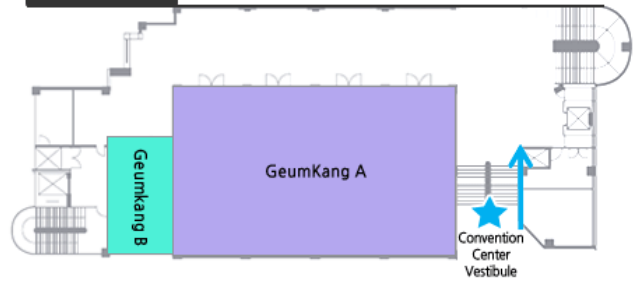 GeumKang A
Geumkang B
Convention
Center
Vestibule